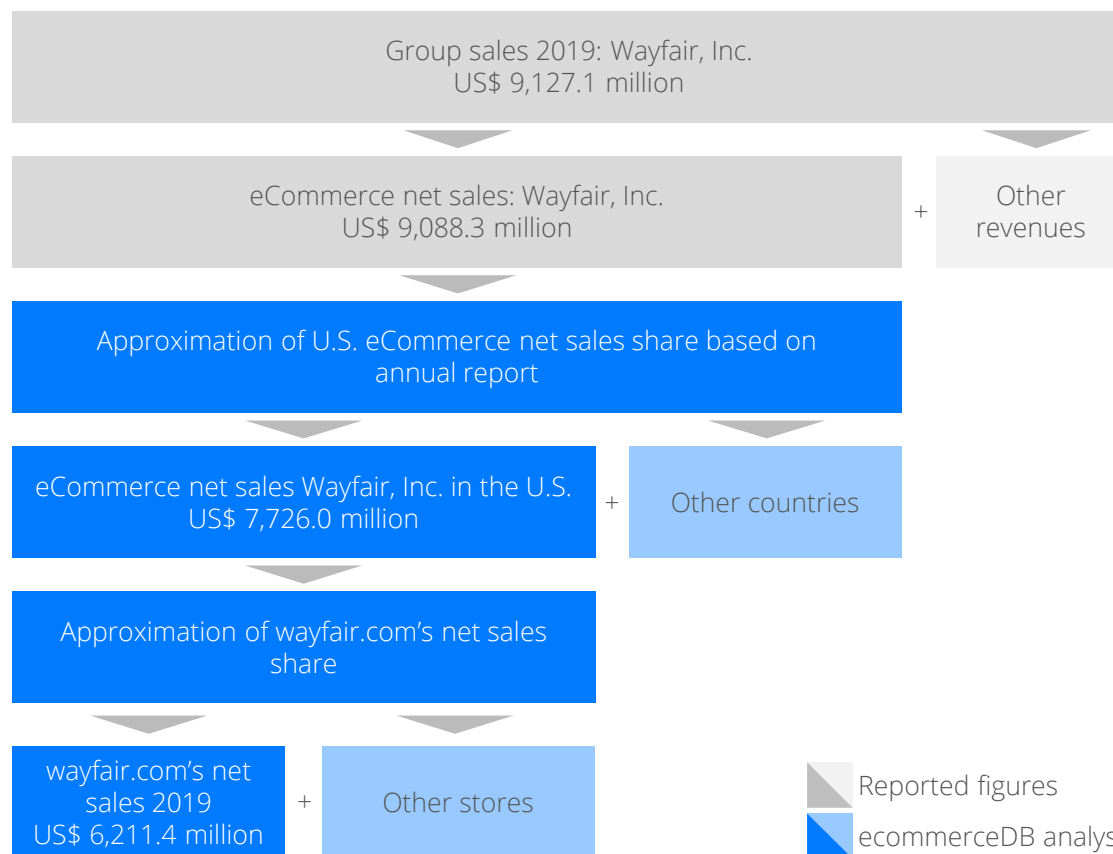 Group sales 2019: Wayfair, Inc.
US$ 9,127.1 million
eCommerce net sales: Wayfair, Inc.
US$ 9,088.3 million
+
Other
revenues
Approximation of U.S. eCommerce net sales share based on
annual report
eCommerce net sales Wayfair, Inc. in the U.S.
US$ 7,726.0 million
+
Other countries
Approximation of wayfair.com's net sales
share
wayfair.com's net
sales 2019
US$ 6,211.4 million
+
Other stores
Reported figures
ecommerceDB analys